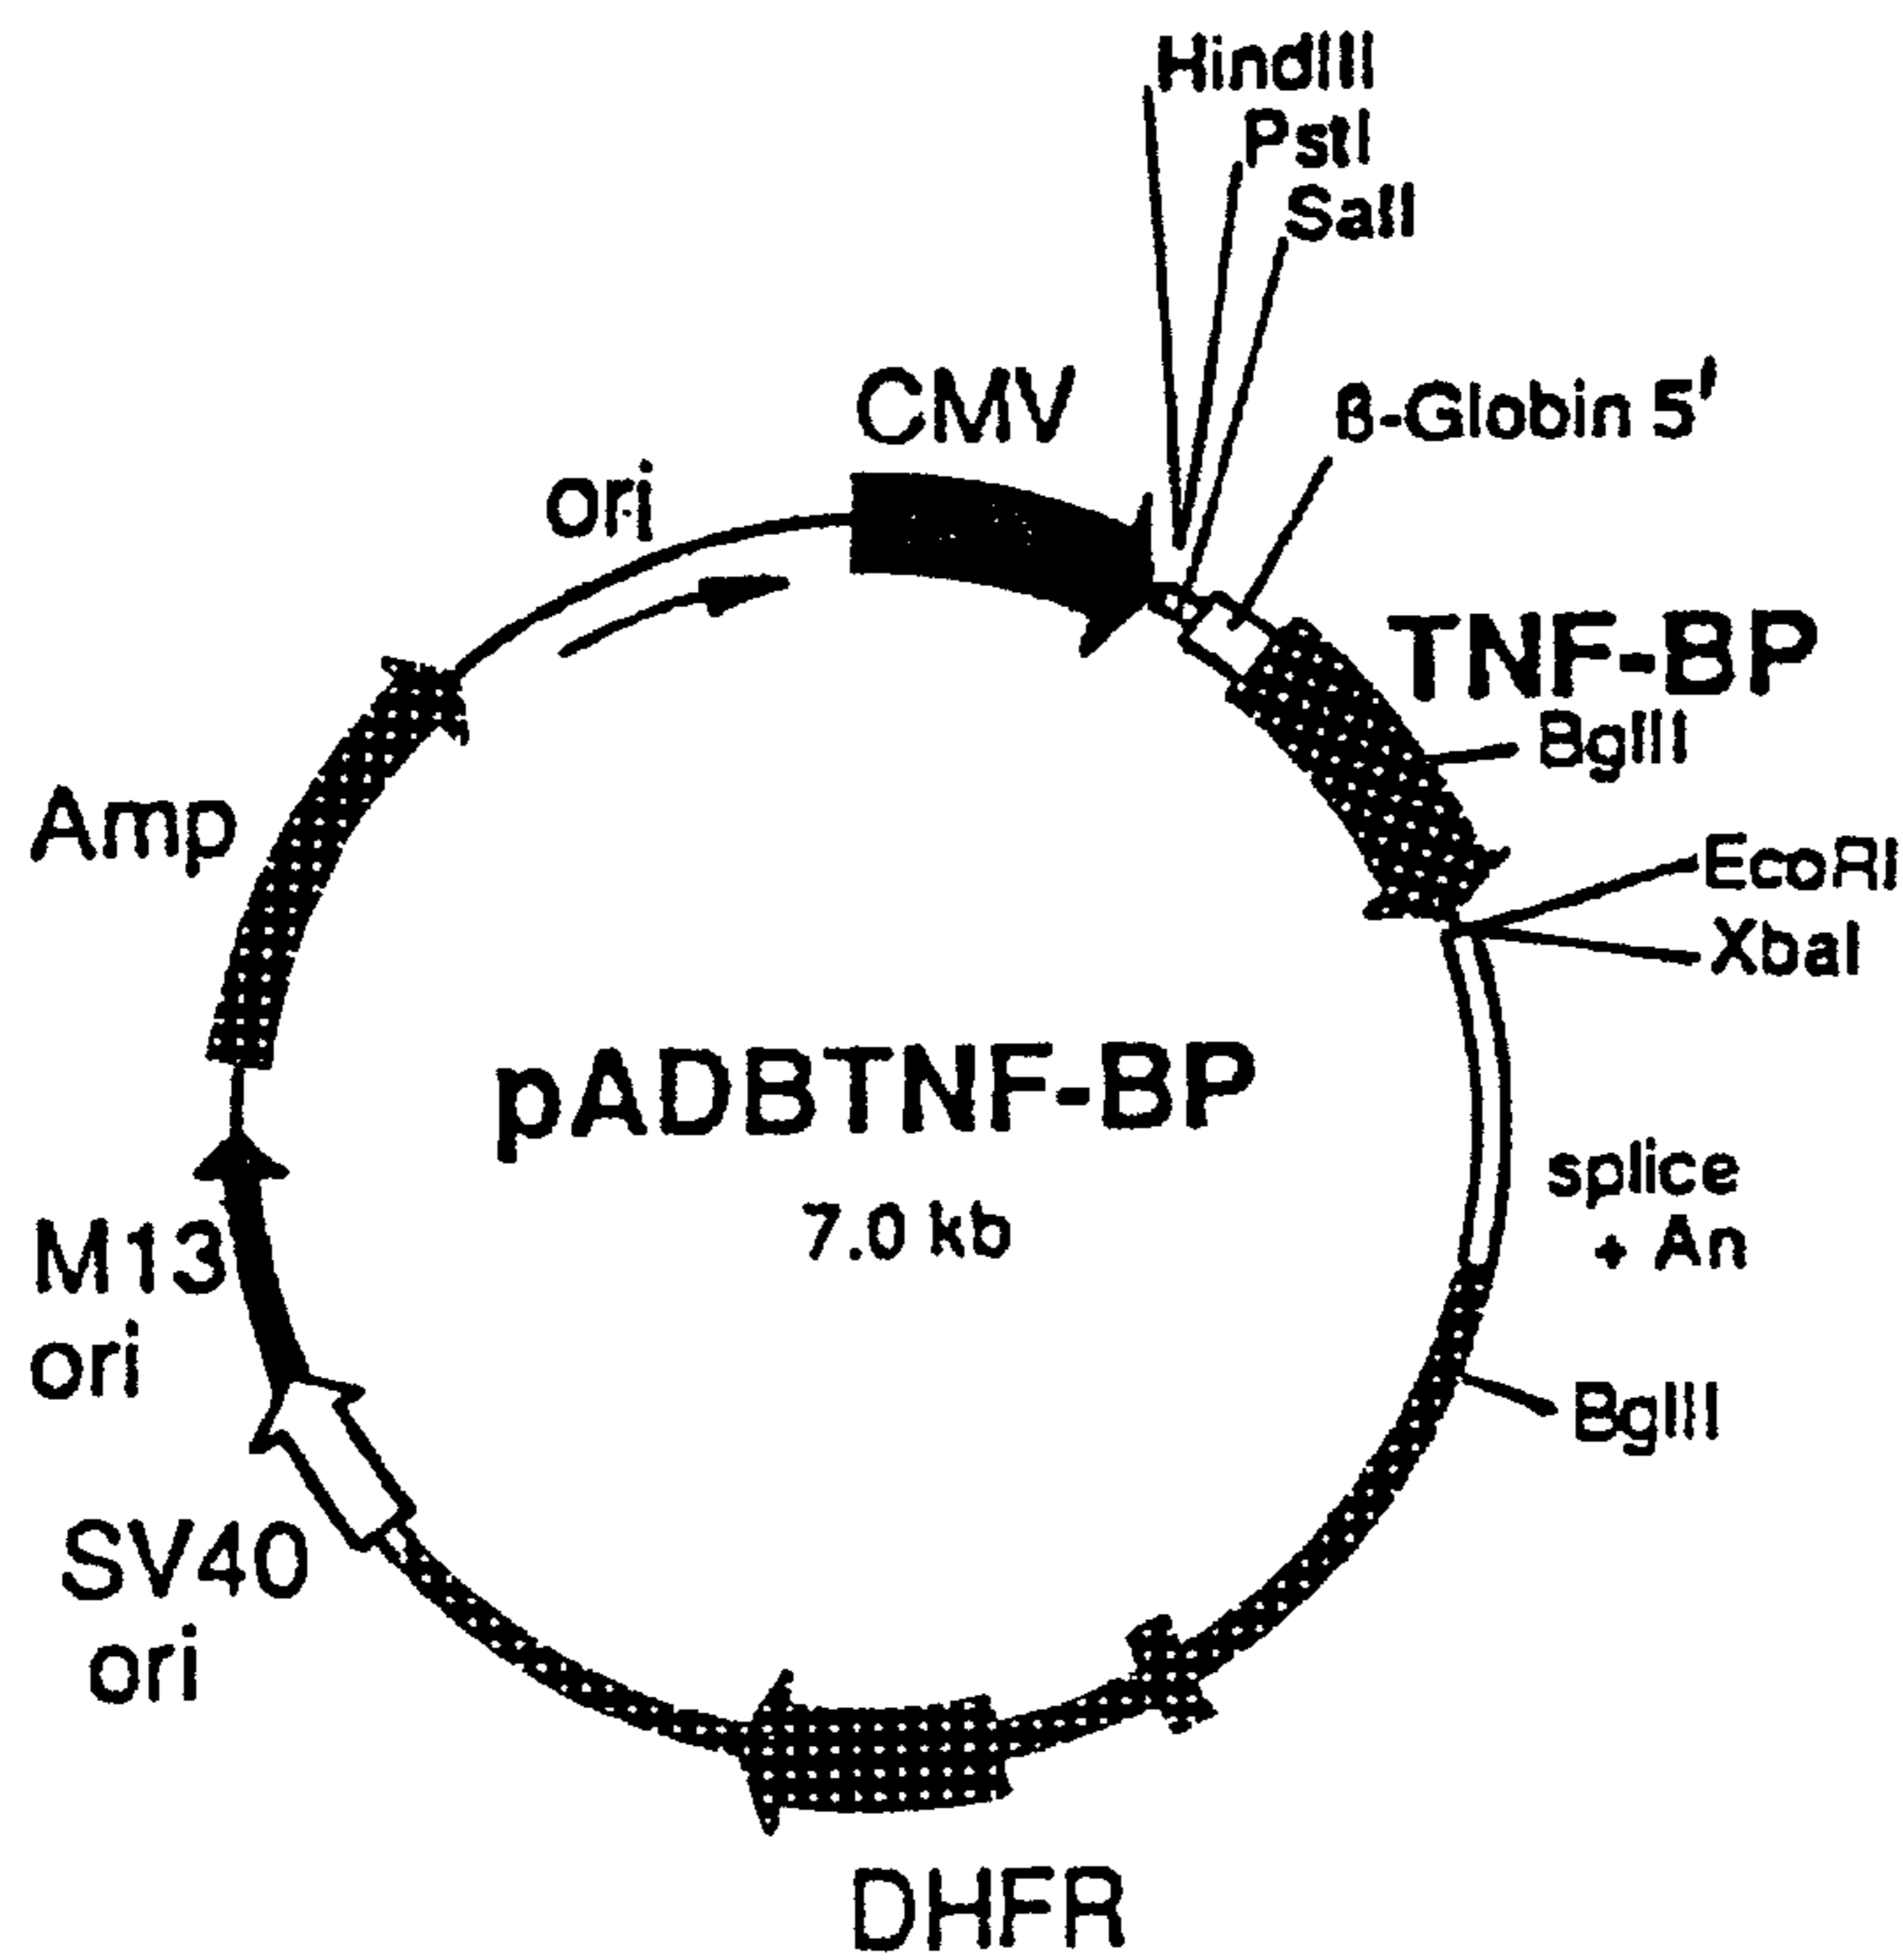 HindIII
PstI
SalI
CMV
ß-Globin 5'
ori
TNF-BP
BglII
Amp
EcoRI
XbaI
pADBTNF-BP
7.0 kb
splice
+ An
M13
ori
BglII
SV40
ori
DHFR